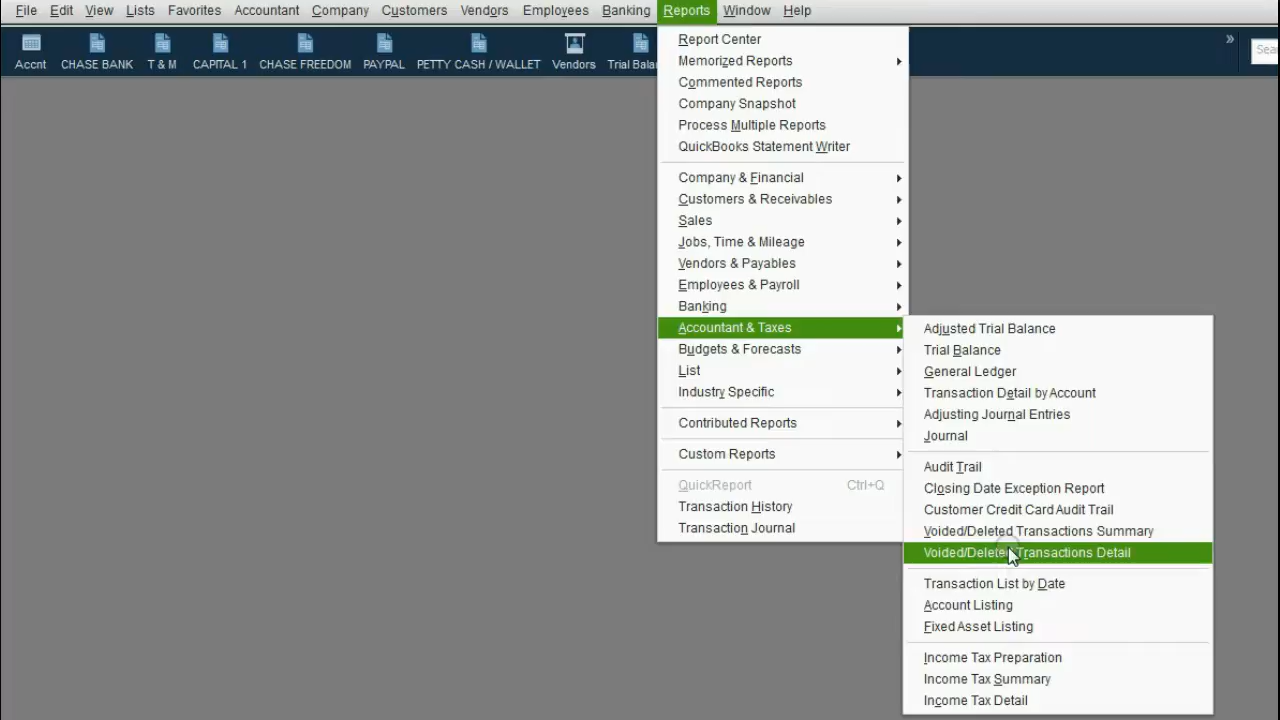 File Edit View Lists Favorites Accountant Company Customers Vendors Employees Banking Reports Window Help
Accnt CHASE BANK T & M CAPITAL 1 CHASE FREEDOM PAYPAL PETTY CASH / WALLET Vendors Trial Balar » Sea
Report Center
Memorized Reports
Commented Reports
Company Snapshot
Process Multiple Reports
QuickBooks Statement Writer
Company & Financial
Customers & Receivables
Sales
Jobs, Time & Mileage
Vendors & Payables
Employees & Payroll
Banking
Accountant & Taxes
Budgets & Forecasts
List
Industry Specific
Contributed Reports
Custom Reports
QuickReport Ctrl+Q
Transaction History
Transaction Journal
Adjusted Trial Balance
Trial Balance
General Ledger
Transaction Detail by Account
Adjusting Journal Entries
Journal
Audit Trail
Closing Date Exception Report
Customer Credit Card Audit Trail
Voided/Deleted Transactions Summary
Voided/Deleted Transactions Detail
Transaction List by Date
Account Listing
Fixed Asset Listing
Income Tax Preparation
Income Tax Summary
Income Tax Detail